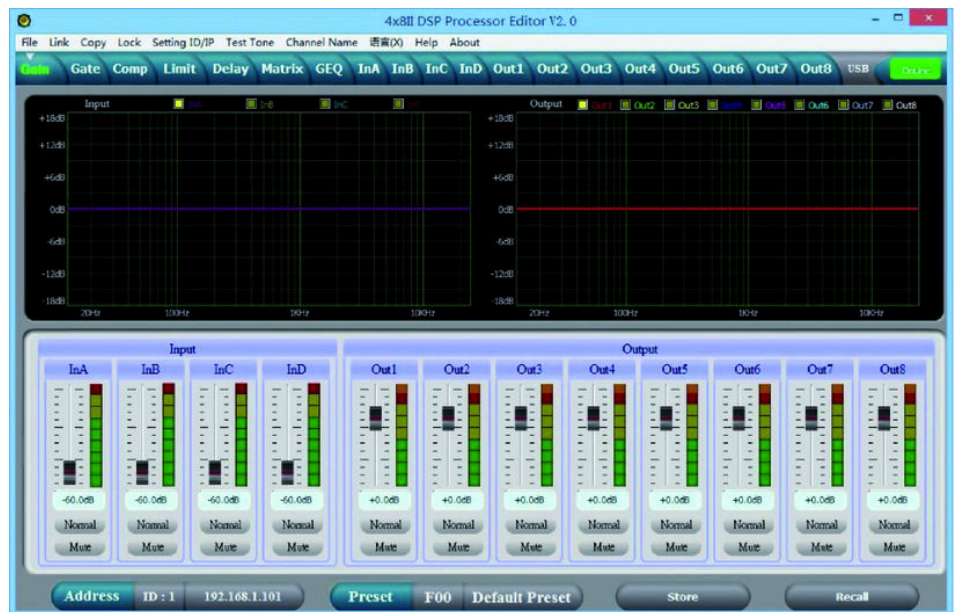 4x8II DSP Processor Editor V2.0
File Link Copy Lock Setting ID/IP Test Tone Channel Name 语言(X) Help About
Gain Gate Comp Limit Delay Matrix GEQ InA InB InC InD Out1 Out2 Out3 Out4 Out5 Out6 Out7 Out8 USB OnLine
Input InA InB InC InD Output Out1 Out2 Out3 Out4 Out5 Out6 Out7 Out8
+18dB +18dB
+12dB +12dB
+6dB +6dB
0dB 0dB
-6dB -6dB
-12dB -12dB
-18dB -18dB
20Hz 100Hz 1KHz 10KHz 20Hz 100Hz 1KHz 10KHz
Input Output
InA InB InC InD Out1 Out2 Out3 Out4 Out5 Out6 Out7 Out8
-60.0dB -60.0dB -60.0dB -60.0dB +0.0dB +0.0dB +0.0dB +0.0dB +0.0dB +0.0dB +0.0dB +0.0dB
Normal Normal Normal Normal Normal Normal Normal Normal Normal Normal Normal Normal
Mute Mute Mute Mute Mute Mute Mute Mute Mute Mute Mute Mute
Address ID : 1 192.168.1.101 Preset F00 Default Preset Store Recall